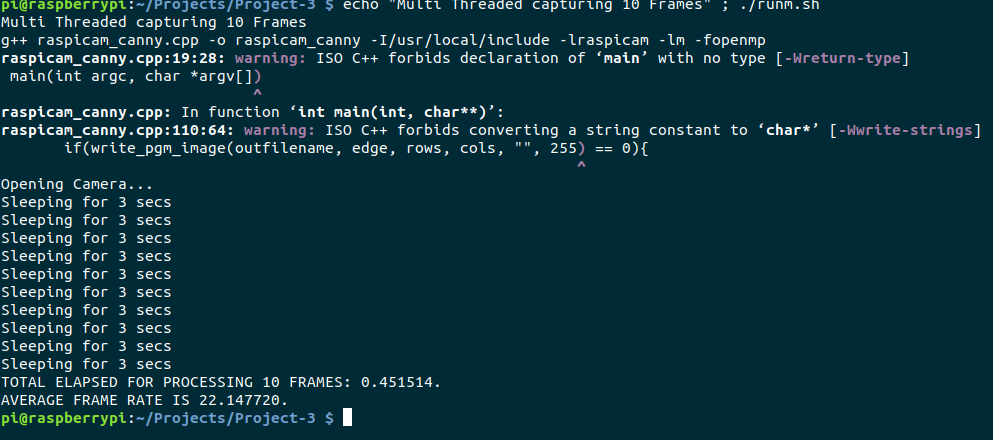 pi@raspberrypi:~/Projects/Project-3 $ echo "Multi Threaded capturing 10 Frames" ; ./runm.sh
Multi Threaded capturing 10 Frames
g++ raspicam_canny.cpp -o raspicam_canny -I/usr/local/include -lraspicam -lm -fopenmp
raspicam_canny.cpp:19:28: warning: ISO C++ forbids declaration of ‘main’ with no type [-Wreturn-type]
 main(int argc, char *argv[])
                            ^
raspicam_canny.cpp: In function ‘int main(int, char**)’:
raspicam_canny.cpp:110:64: warning: ISO C++ forbids converting a string constant to ‘char*’ [-Wwrite-strings]
       if(write_pgm_image(outfilename, edge, rows, cols, "", 255) == 0){
                                                                ^
Opening Camera...
Sleeping for 3 secs
Sleeping for 3 secs
Sleeping for 3 secs
Sleeping for 3 secs
Sleeping for 3 secs
Sleeping for 3 secs
Sleeping for 3 secs
Sleeping for 3 secs
Sleeping for 3 secs
Sleeping for 3 secs
TOTAL ELAPSED FOR PROCESSING 10 FRAMES: 0.451514.
AVERAGE FRAME RATE IS 22.147720.
pi@raspberrypi:~/Projects/Project-3 $